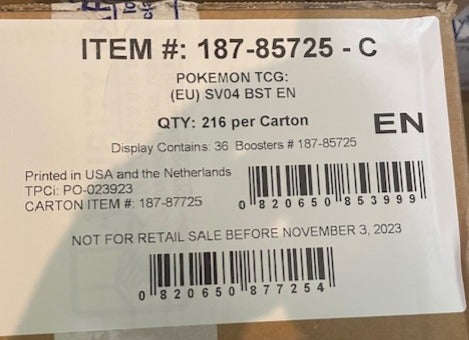 ITEM #: 187-85725 - C
POKEMON TCG:
(EU) SV04 BST EN
QTY: 216 per Carton
EN
Display Contains: 36 Boosters # 187-85725
Printed in USA and the Netherlands
TPCi: PO-023923
CARTON ITEM #: 187-87725
0 820650 853999
NOT FOR RETAIL SALE BEFORE NOVEMBER 3, 2023
0 820650 877254